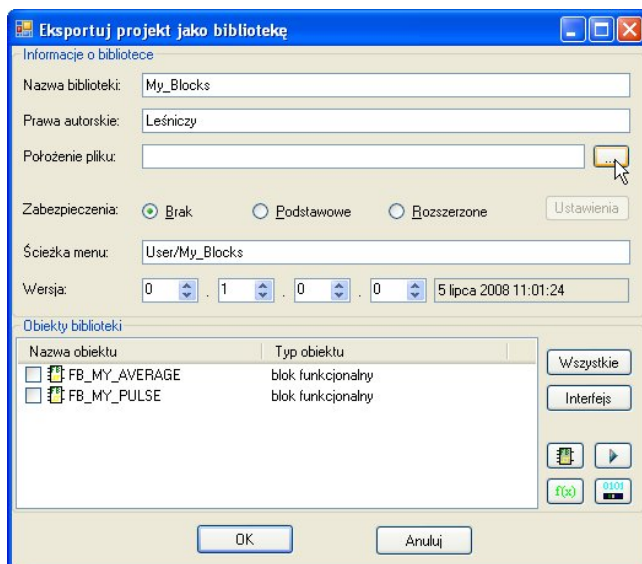 Eksportuj projekt jako bibliotekę
Informacje o bibliotece
Nazwa biblioteki: My_Blocks
Prawa autorskie: Leśniczy
Położenie pliku: ...
Zabezpieczenia: Brak Podstawowe Rozszerzone Ustawienia
Ścieżka menu: User/My_Blocks
Wersja: 0 . 1 . 0 . 0 5 lipca 2008 11:01:24
Obiekty biblioteki
Nazwa obiektu Typ obiektu
FB_MY_AVERAGE blok funkcjonalny
FB_MY_PULSE blok funkcjonalny
Wszystkie
Interfejs
f(x) 0101
OK Anuluj